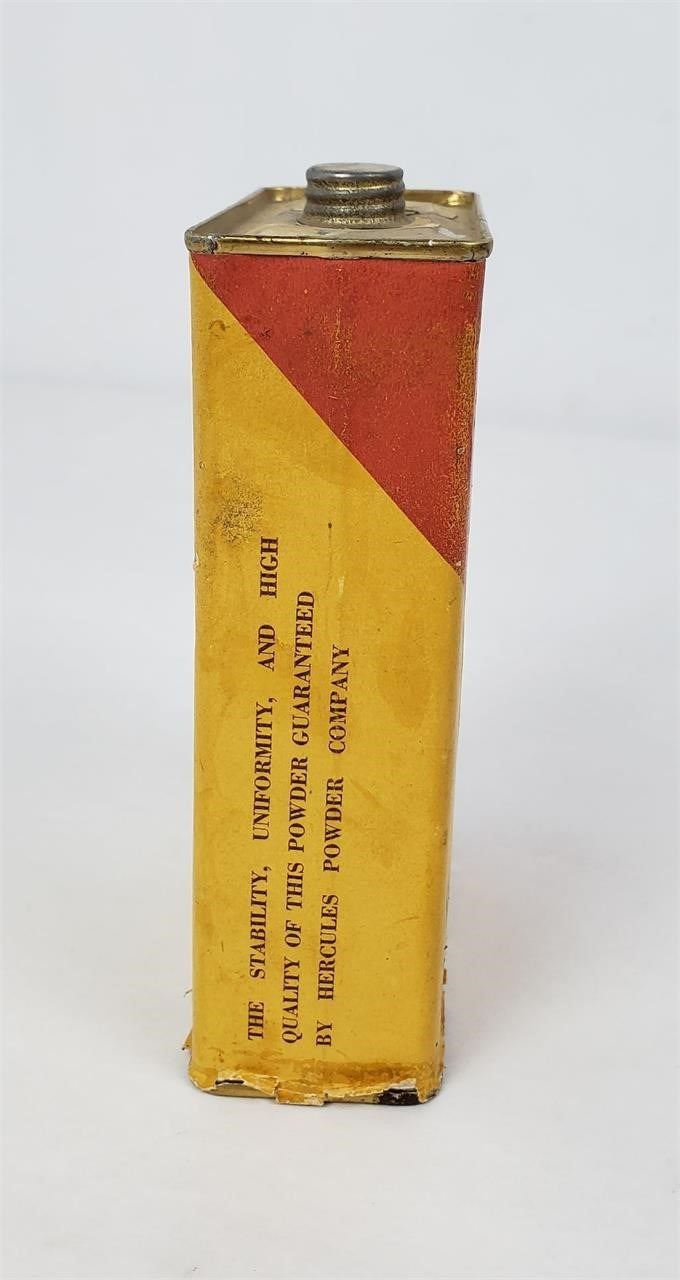 THE STABILITY, UNIFORMITY, AND HIGH
QUALITY OF THIS POWDER GUARANTEED
BY HERCULES POWDER COMPANY